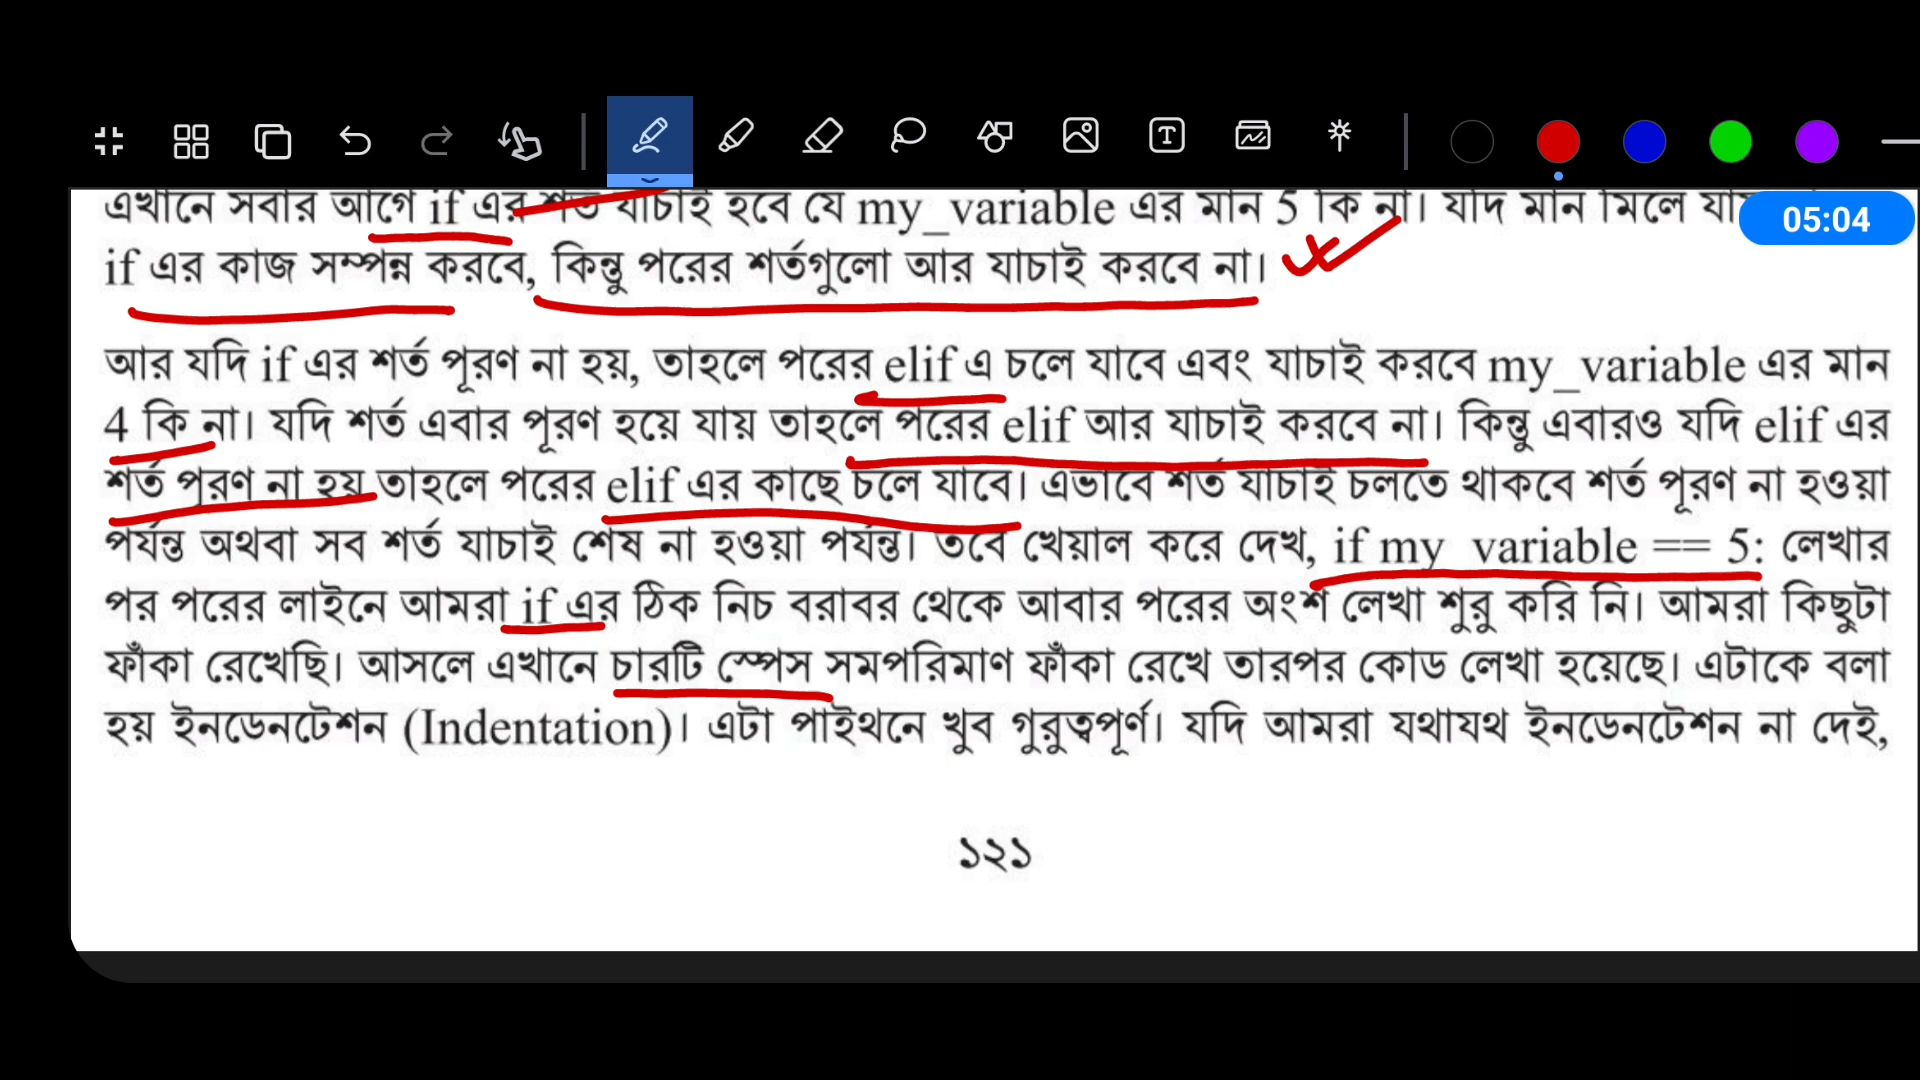 এখানে সবার আগে if এর শর্ত যাচাই হবে যে my_variable এর মান 5 কি না। যদি মান মিলে
05:04
if এর কাজ সম্পন্ন করবে, কিন্তু পরের শর্তগুলো আর যাচাই করবে না।
আর যদি if এর শর্ত পূরণ না হয়, তাহলে পরের elif এ চলে যাবে এবং যাচাই করবে my_variable এর মান
4 কি না। যদি শর্ত এবার পূরণ হয়ে যায় তাহলে পরের elif আর যাচাই করবে না। কিন্তু এবারও যদি elif এর
শর্ত পূরণ না হয় তাহলে পরের elif এর কাছে চলে যাবে। এভাবে শর্ত যাচাই চলতে থাকবে শর্ত পূরণ না হওয়া
পর্যন্ত অথবা সব শর্ত যাচাই শেষ না হওয়া পর্যন্ত। তবে খেয়াল করে দেখ, if my_variable == 5: লেখার
পর পরের লাইনে আমরা if এর ঠিক নিচ বরাবর থেকে আবার পরের অংশ লেখা শুরু করি নি। আমরা কিছুটা
ফাঁকা রেখেছি। আসলে এখানে চারটি স্পেস সমপরিমাণ ফাঁকা রেখে তারপর কোড লেখা হয়েছে। এটাকে বলা
হয় ইনডেনটেশন (Indentation)। এটা পাইথনে খুব গুরুত্বপূর্ণ। যদি আমরা যথাযথ ইনডেনটেশন না দেই,
১২১